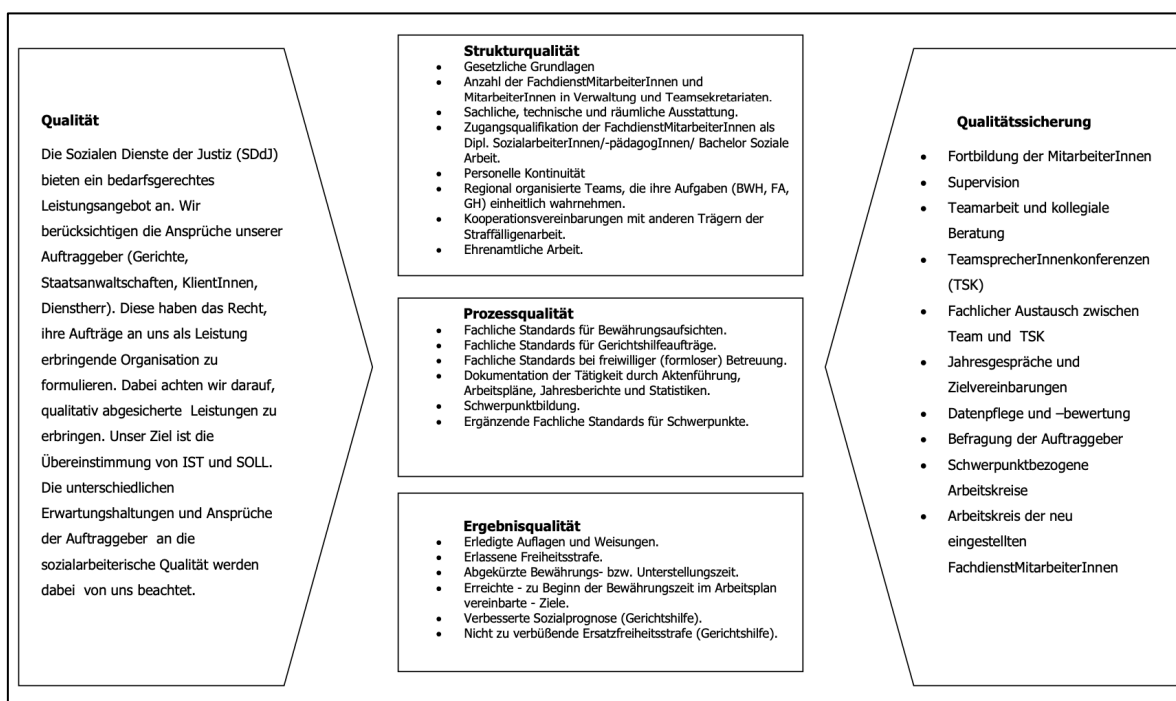 Qualität
Die Sozialen Dienste der Justiz (SDdJ)
bieten ein bedarfsgerechtes
Leistungsangebot an. Wir
berücksichtigen die Ansprüche unserer
Auftraggeber (Gerichte,
Staatsanwaltschaften, KlientInnen,
Dienstherr). Diese haben das Recht,
ihre Aufträge an uns als Leistung
erbringende Organisation zu
formulieren. Dabei achten wir darauf,
qualitativ abgesicherte Leistungen zu
erbringen. Unser Ziel ist die
Übereinstimmung von IST und SOLL.
Die unterschiedlichen
Erwartungshaltungen und Ansprüche
der Auftraggeber an die
sozialarbeiterische Qualität werden
dabei von uns beachtet.
Strukturqualität
• Gesetzliche Grundlagen
• Anzahl der FachdienstMitarbeiterInnen und
MitarbeiterInnen in Verwaltung und Teamsekretariaten.
• Sachliche, technische und räumliche Ausstattung.
• Zugangsqualifikation der FachdienstMitarbeiterInnen als
Dipl. SozialarbeiterInnen/-pädagogInnen/ Bachelor Soziale
Arbeit.
• Personelle Kontinuität
• Regional organisierte Teams, die ihre Aufgaben (BWH, FA,
GH) einheitlich wahrnehmen.
• Kooperationsvereinbarungen mit anderen Trägern der
Straffälligenarbeit.
• Ehrenamtliche Arbeit.
Prozessqualität
• Fachliche Standards für Bewährungsaufsichten.
• Fachliche Standards für Gerichtshilfeaufträge.
• Fachliche Standards bei freiwilliger (formloser) Betreuung.
• Dokumentation der Tätigkeit durch Aktenführung,
Arbeitspläne, Jahresberichte und Statistiken.
• Schwerpunktbildung.
• Ergänzende Fachliche Standards für Schwerpunkte.
Ergebnisqualität
• Erledigte Auflagen und Weisungen.
• Erlassene Freiheitsstrafe.
• Abgekürzte Bewährungs- bzw. Unterstellungszeit.
• Erreichte - zu Beginn der Bewährungszeit im Arbeitsplan
vereinbarte - Ziele.
• Verbesserte Sozialprognose (Gerichtshilfe).
• Nicht zu verbüßende Ersatzfreiheitsstrafe (Gerichtshilfe).
Qualitätssicherung
• Fortbildung der MitarbeiterInnen
• Supervision
• Teamarbeit und kollegiale
Beratung
• TeamsprecherInnenkonferenzen
(TSK)
• Fachlicher Austausch zwischen
Team und TSK
• Jahresgespräche und
Zielvereinbarungen
• Datenpflege und –bewertung
• Befragung der Auftraggeber
• Schwerpunktbezogene
Arbeitskreise
• Arbeitskreis der neu
eingestellten
FachdienstMitarbeiterInnen